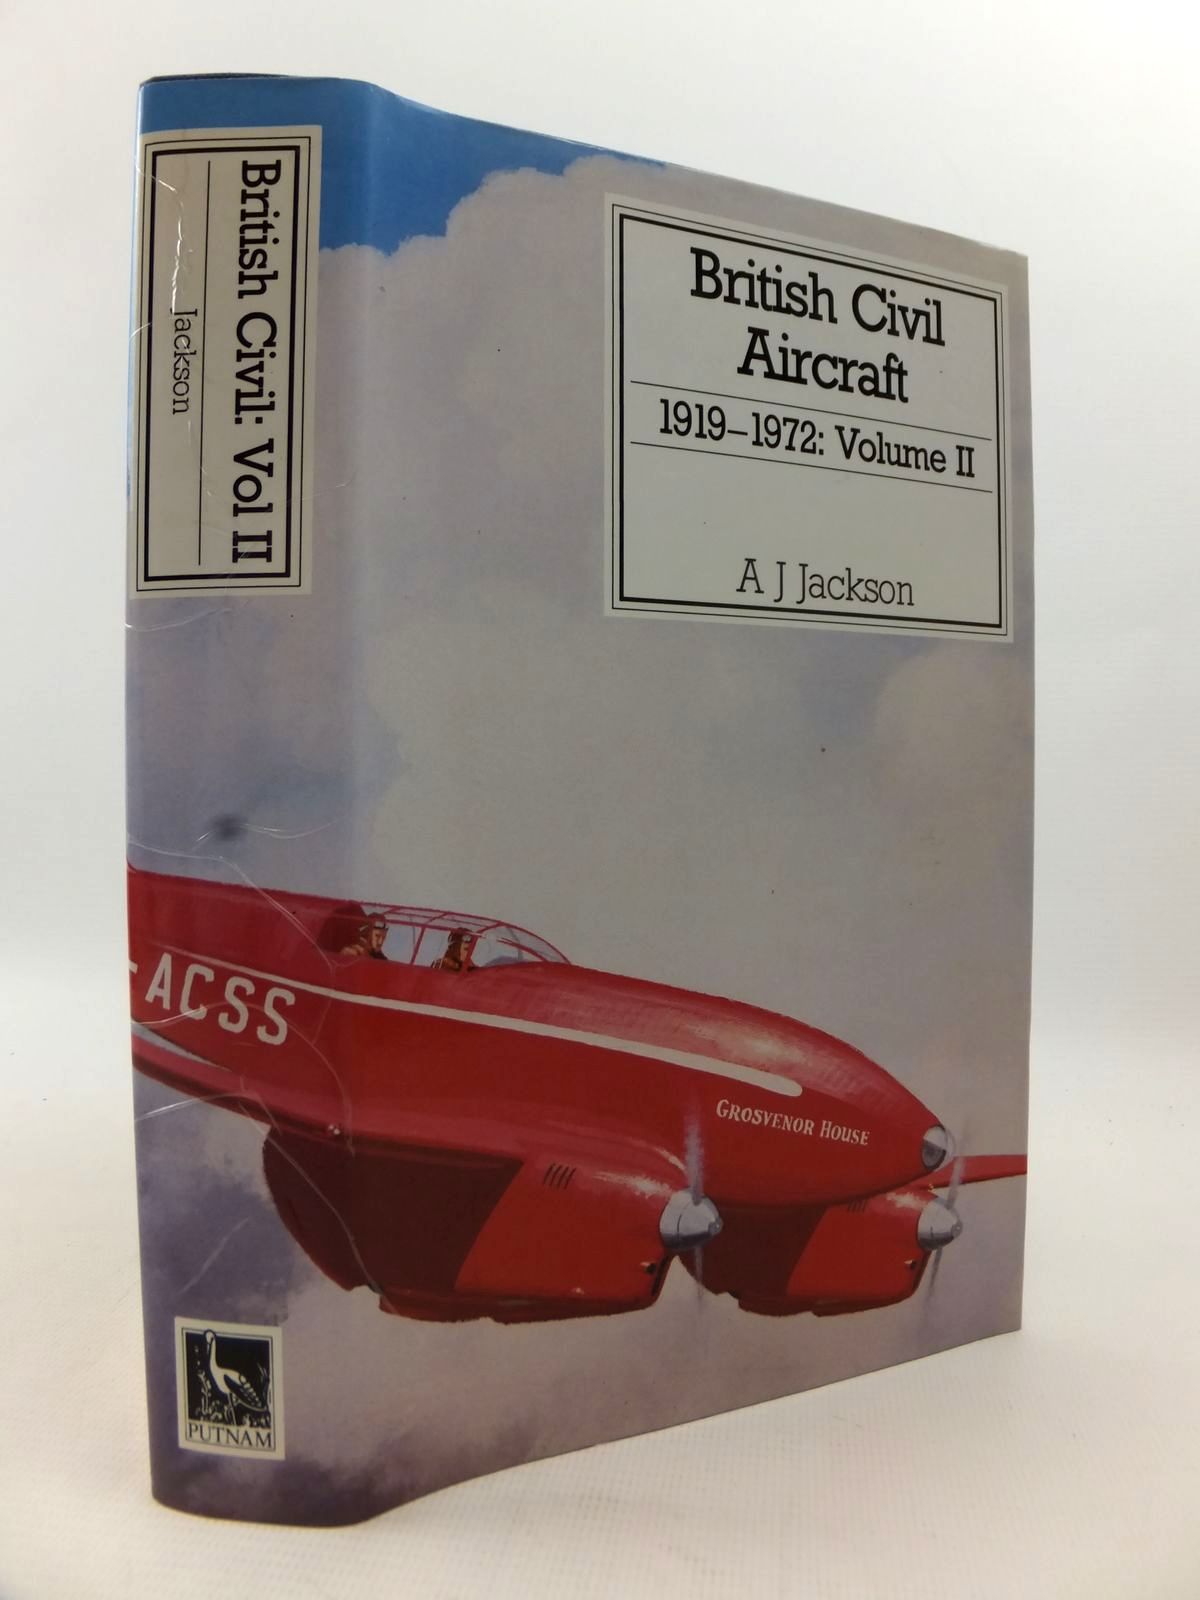 British Civil: Vol II
Jackson
British Civil
Aircraft
1919–1972: Volume II
A J Jackson
-ACSS
GROSVENOR HOUSE
PUTNAM